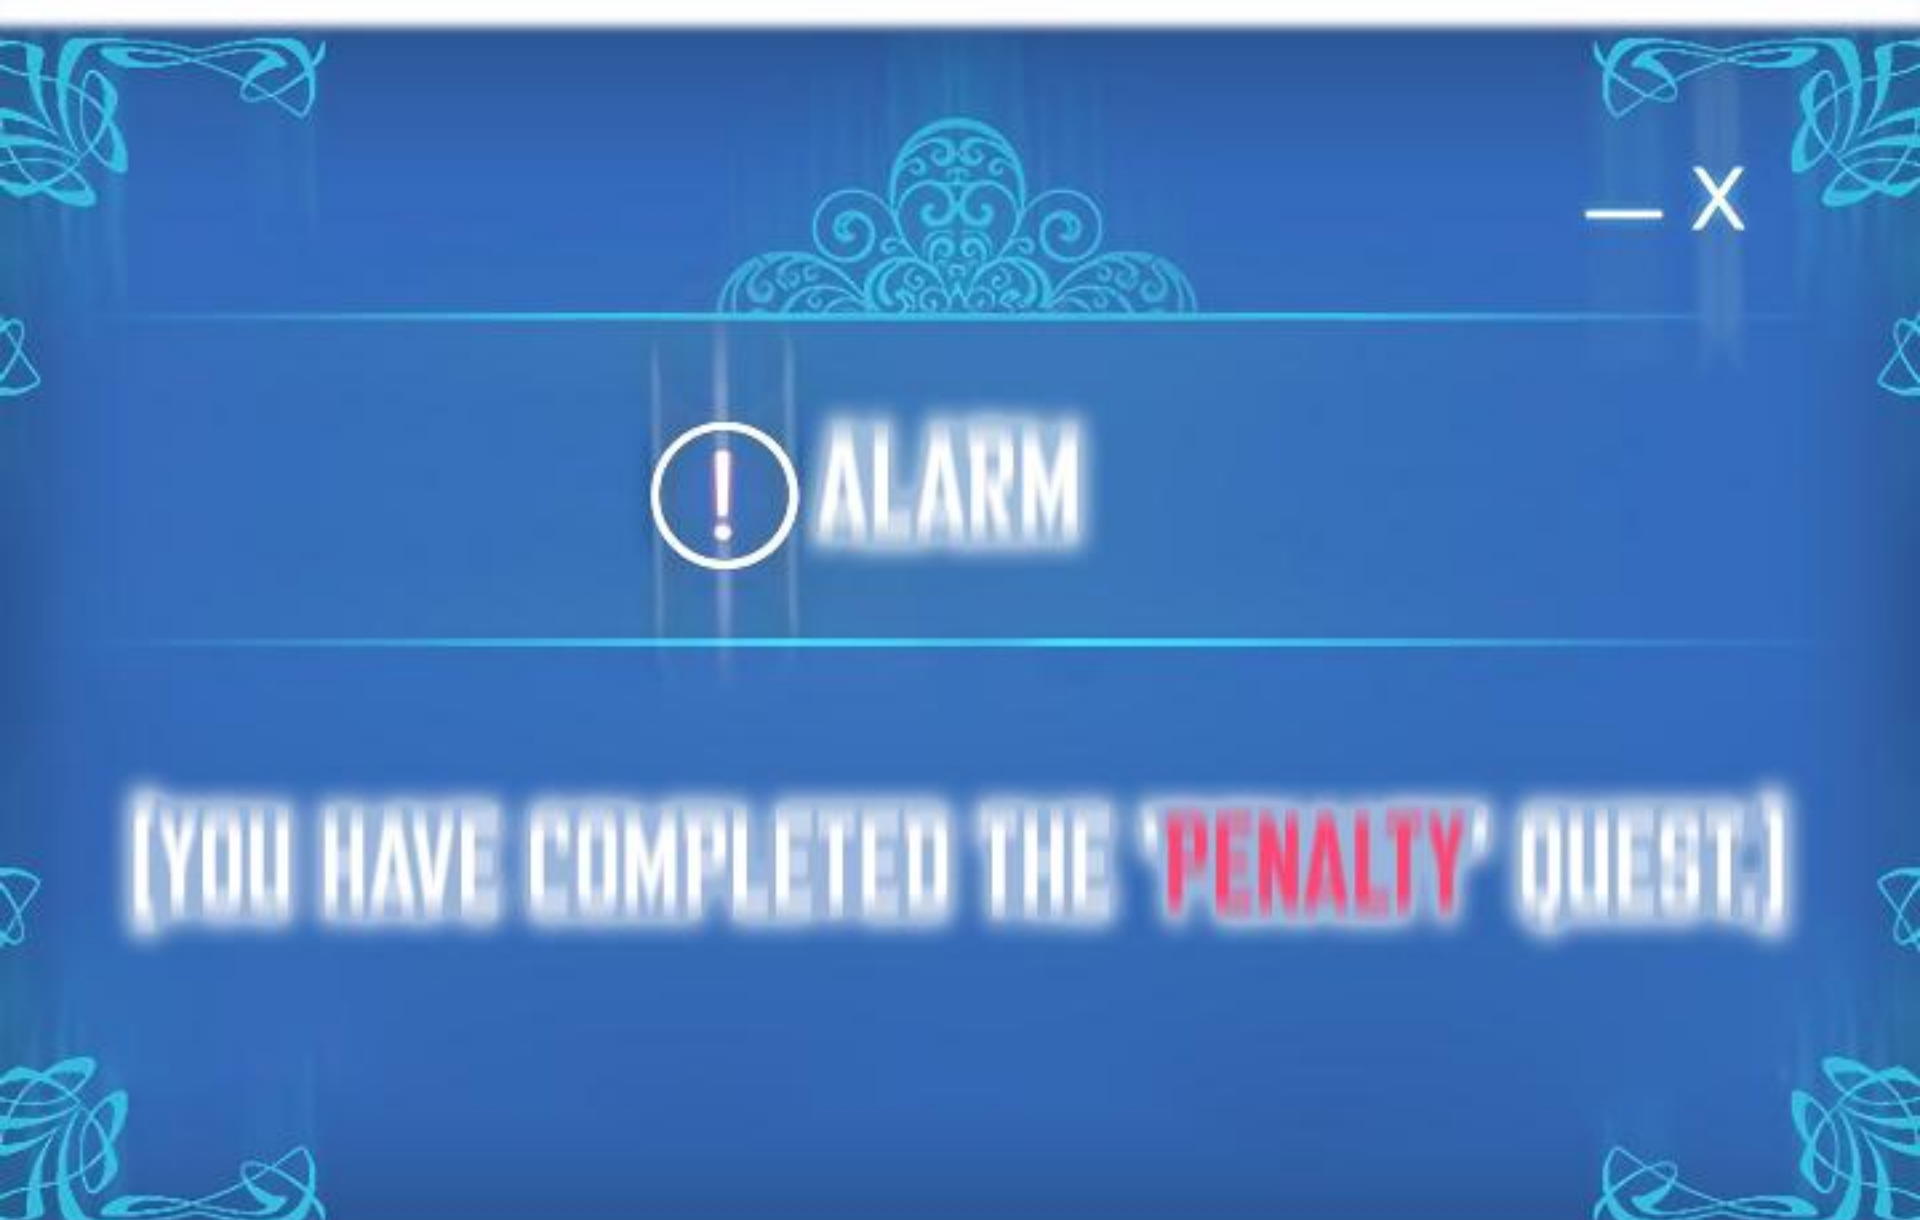 — X
! ALARM
[YOU HAVE COMPLETED THE 'PENALTY' QUEST.]